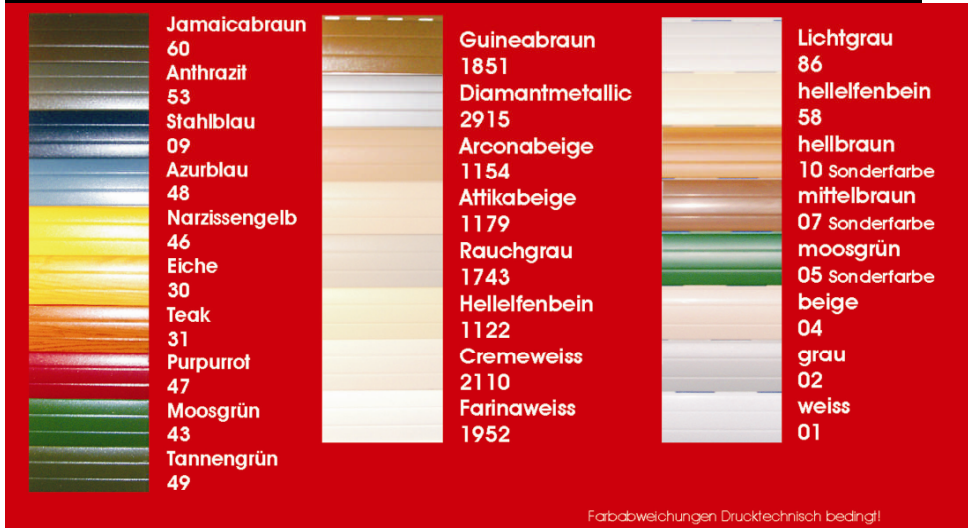 Jamaicabraun
60
Anthrazit
53
Stahlblau
09
Azurblau
48
Narzissengelb
46
Eiche
30
Teak
31
Purpurrot
47
Moosgrün
43
Tannengrün
49
Guineabraun
1851
Diamantmetallic
2915
Arconabeige
1154
Attikabeige
1179
Rauchgrau
1743
Hellelfenbein
1122
Cremeweiss
2110
Farinaweiss
1952
Lichtgrau
86
hellelfenbein
58
hellbraun
10 Sonderfarbe
mittelbraun
07 Sonderfarbe
moosgrün
05 Sonderfarbe
beige
04
grau
02
weiss
01
Farbabweichungen Drucktechnisch bedingt!